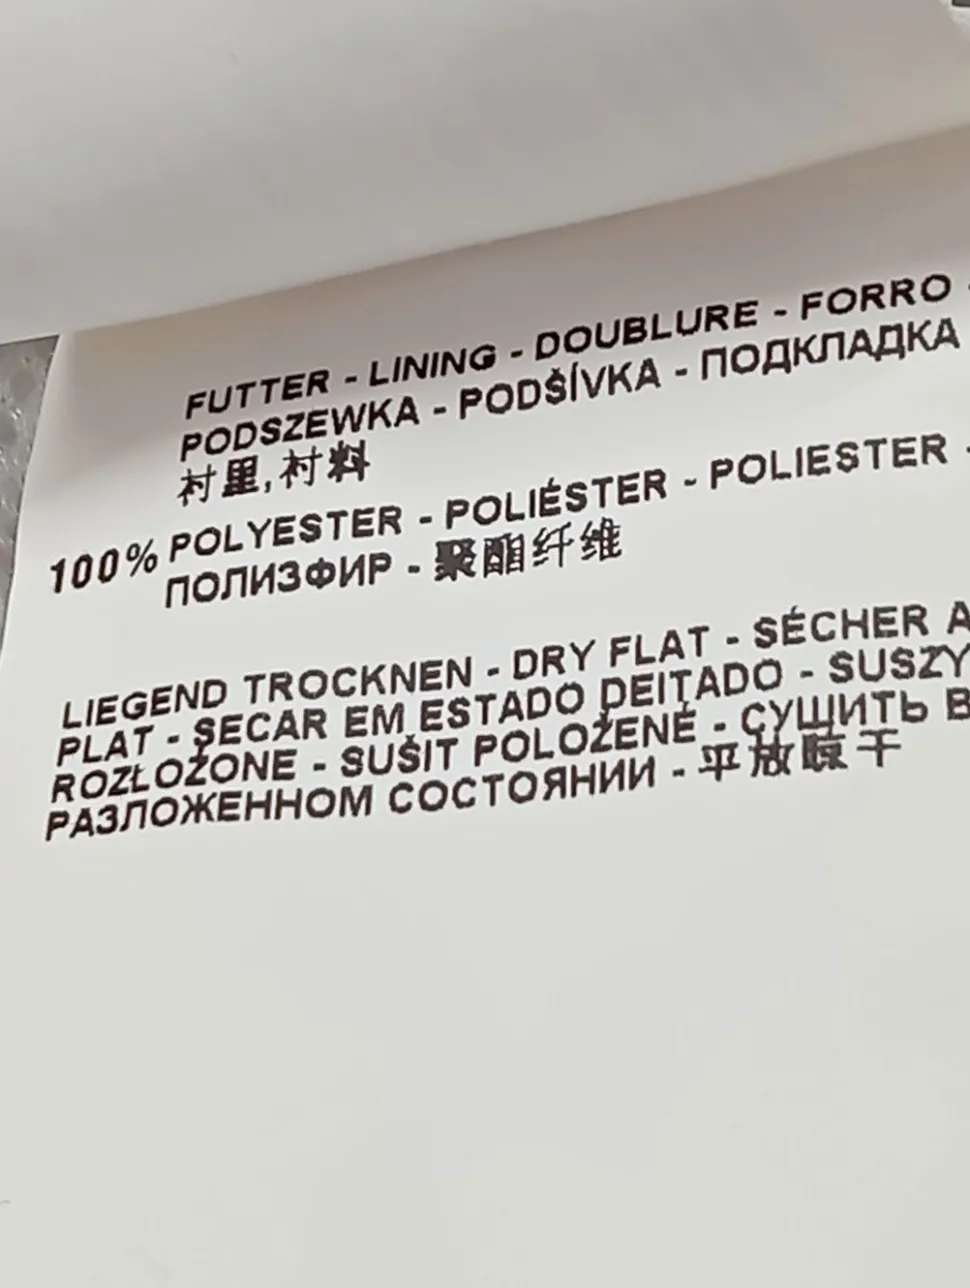 FUTTER - LINING - DOUBLURE - FORRO -
PODSZEWKA - PODŠÍVKA - ПОДКЛАДКА
衬里,衬料
100% POLYESTER - POLIÉSTER - POLIESTER -
ПОЛИЭФИР - 聚酯纤维
LIEGEND TROCKNEN - DRY FLAT - SÉCHER A
PLAT - SECAR EM ESTADO DEITADO - SUSZY
ROZŁOŻONE - SUŠIT POLOŽENÉ - СУШИТЬ В
РАЗЛОЖЕННОМ СОСТОЯНИИ - 平放晾干